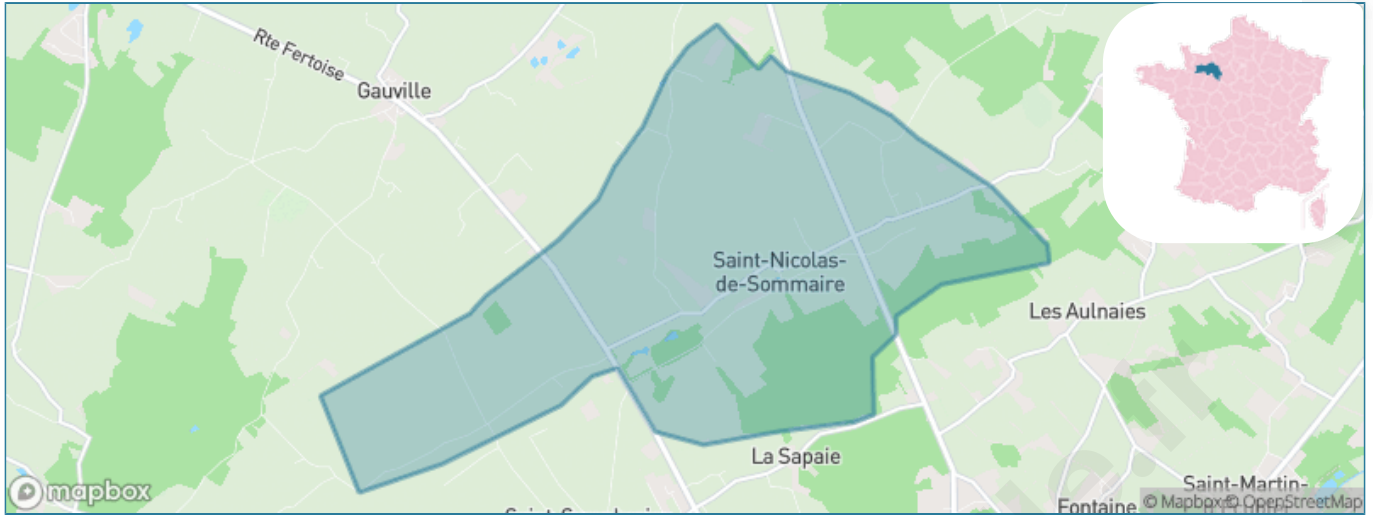 Rte Fertoise
Gauville
Saint-Nicolas-
de-Sommaire
Les Aulnaies
La Sapaie
Saint-Martin-
Fontaine
mapbox
© Mapbox © OpenStreetMap